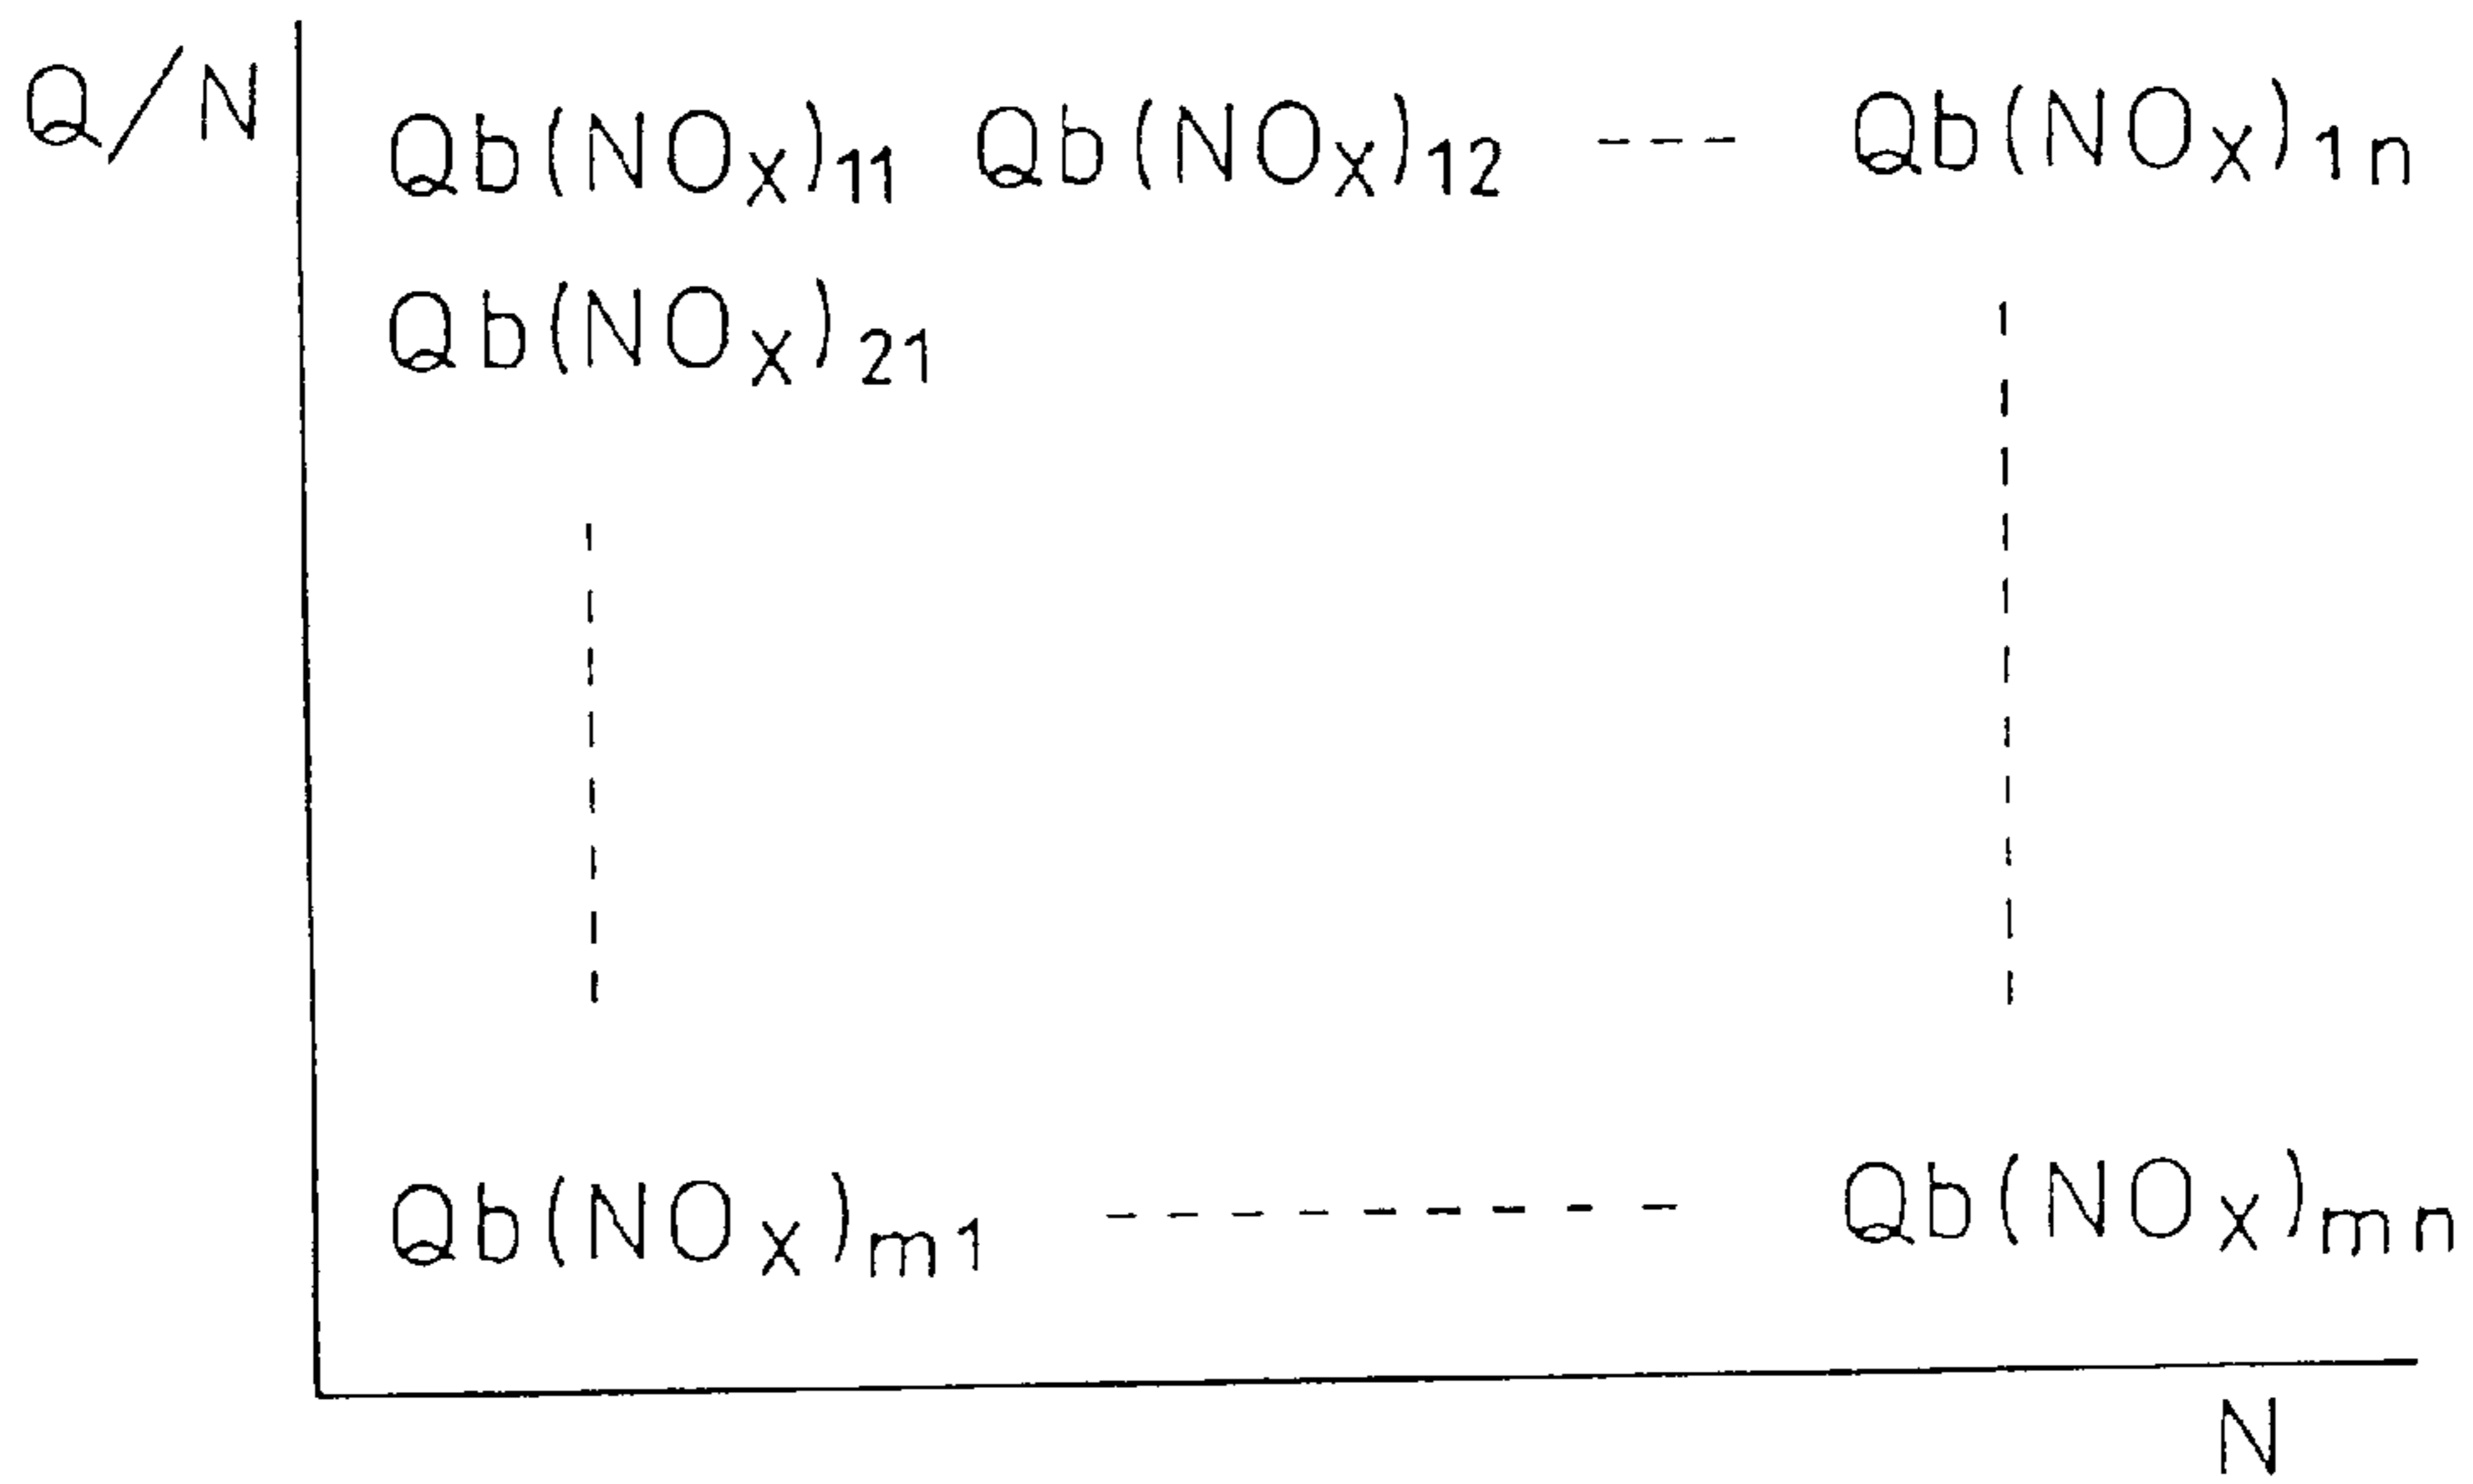 Q/N
Qb(NOx)11 Qb(NOx)12 --- Qb(NOx)1n
Qb(NOx)21
Qb(NOx)m1 --------- Qb(NOx)mn
N